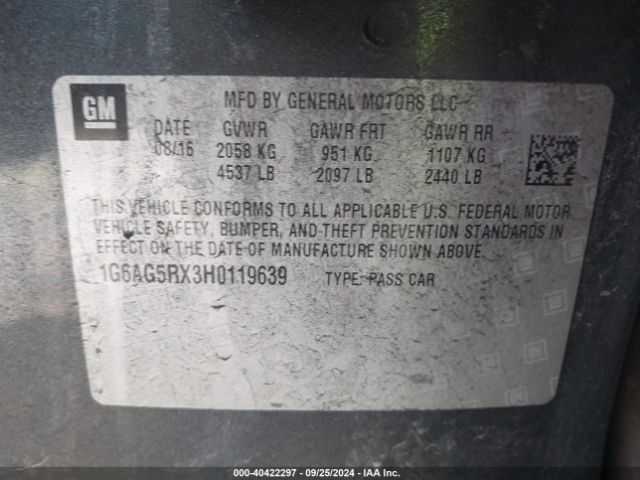 GM
MFD BY GENERAL MOTORS LLC
DATE GVWR GAWR FRT GAWR RR
08/16 2058 KG 951 KG 1107 KG
4537 LB 2097 LB 2440 LB
THIS VEHICLE CONFORMS TO ALL APPLICABLE U.S. FEDERAL MOTOR
VEHICLE SAFETY, BUMPER, AND THEFT PREVENTION STANDARDS IN
EFFECT ON THE DATE OF MANUFACTURE SHOWN ABOVE.
1G6AG5RX3H0119639 TYPE: PASS CAR
000-40422297 / 09/25/2024 / IAA Inc.